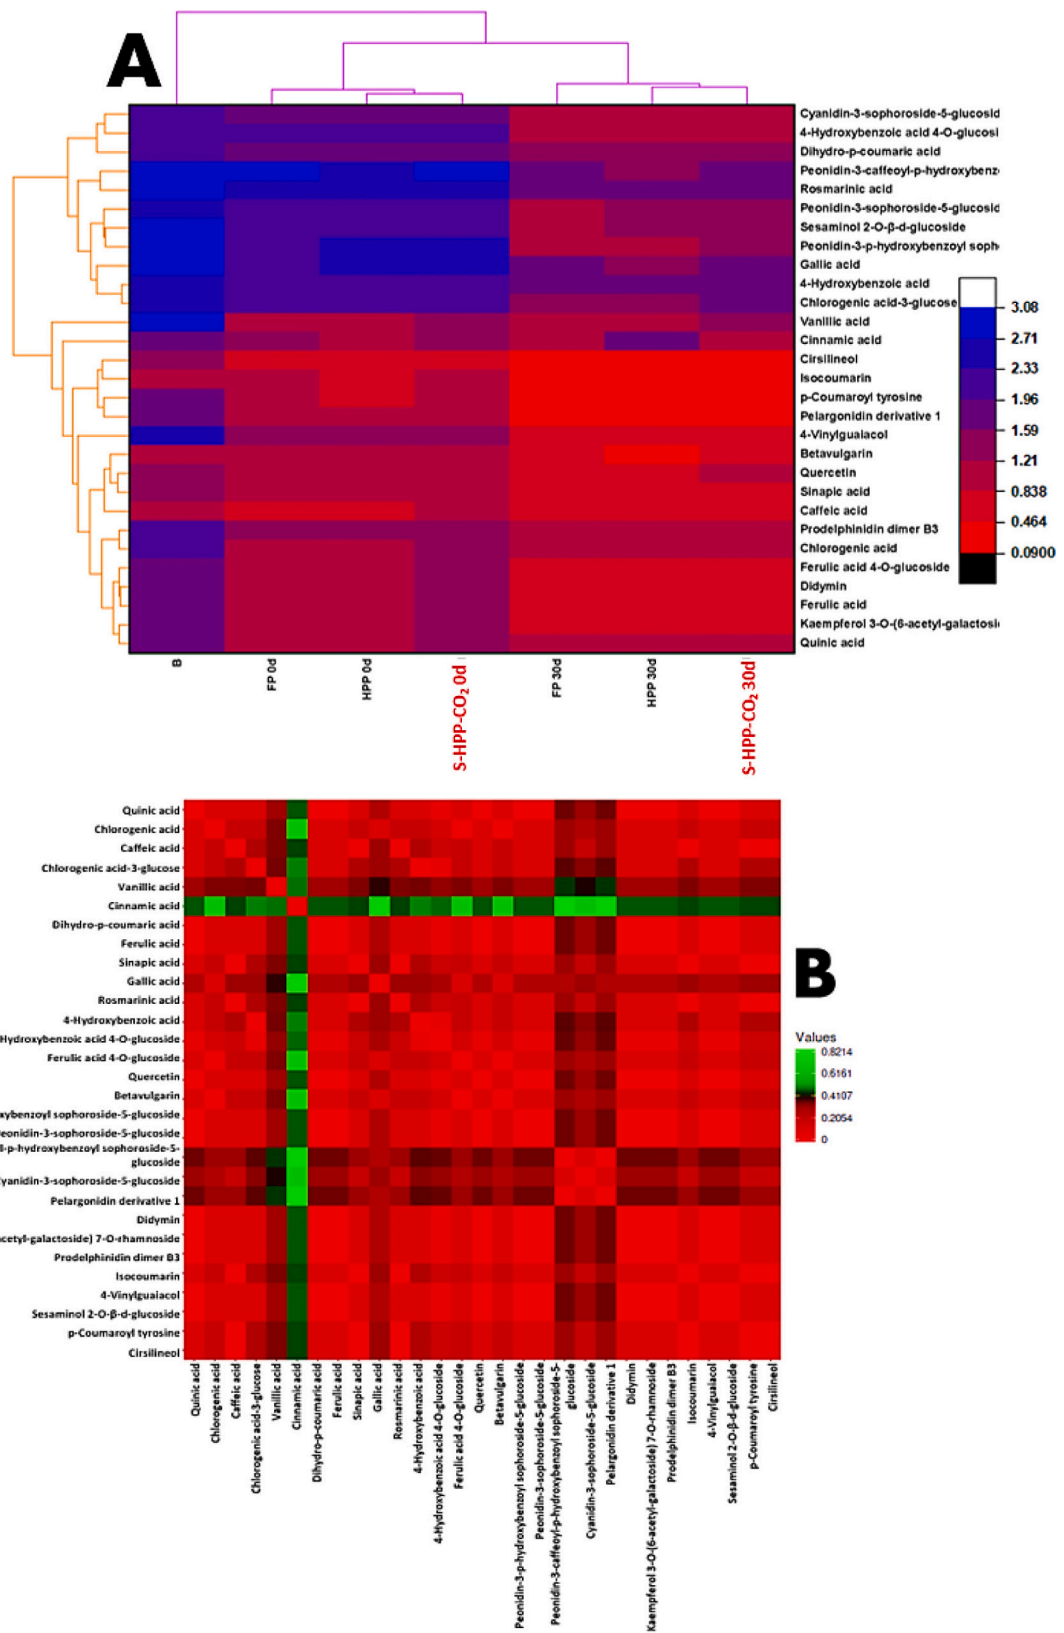 A
Cyanidin-3-sophoroside-5-glucosid
4-Hydroxybenzoic acid 4-O-glucosi
Dihydro-p-coumaric acid
Peonidin-3-caffeoyl-p-hydroxybenz
Rosmarinic acid
Peonidin-3-sophoroside-5-glucosid
Sesaminol 2-O-β-d-glucoside
Peonidin-3-p-hydroxybenzoyl soph
Gallic acid
4-Hydroxybenzoic acid
Chlorogenic acid-3-glucose
Vanillic acid
Cinnamic acid
Cirsilineol
Isocoumarin
p-Coumaroyl tyrosine
Pelargonidin derivative 1
4-Vinylguaiacol
Betavulgarin
Quercetin
Sinapic acid
Caffeic acid
Prodelphinidin dimer B3
Chlorogenic acid
Ferulic acid 4-O-glucoside
Didymin
Ferulic acid
Kaempferol 3-O-(6-acetyl-galactosi
Quinic acid
3.08
2.71
2.33
1.96
1.59
1.21
0.838
0.464
0.0900
B
FP 0d
HPP 0d
S-HPP-CO₂ 0d
FP 30d
HPP 30d
S-HPP-CO₂ 30d
Quinic acid
Chlorogenic acid
Caffeic acid
Chlorogenic acid-3-glucose
Vanillic acid
Cinnamic acid
Dihydro-p-coumaric acid
Ferulic acid
Sinapic acid
Gallic acid
Rosmarinic acid
4-Hydroxybenzoic acid
Hydroxybenzoic acid 4-O-glucoside
Ferulic acid 4-O-glucoside
Quercetin
Betavulgarin
xybenzoyl sophoroside-5-glucoside
eonidin-3-sophoroside-5-glucoside
l-p-hydroxybenzoyl sophoroside-5-
glucoside
yanidin-3-sophoroside-5-glucoside
Pelargonidin derivative 1
Didymin
acetyl-galactoside) 7-O-rhamnoside
Prodelphinidin dimer B3
Isocoumarin
4-Vinylguaiacol
Sesaminol 2-O-β-d-glucoside
p-Coumaroyl tyrosine
Cirsilineol
B
Values
0.8214
0.6161
0.4107
0.2054
0
Quinic acid
Chlorogenic acid
Caffeic acid
Chlorogenic acid-3-glucose
Vanillic acid
Cinnamic acid
Dihydro-p-coumaric acid
Ferulic acid
Sinapic acid
Gallic acid
Rosmarinic acid
4-Hydroxybenzoic acid
4-Hydroxybenzoic acid 4-O-glucoside
Ferulic acid 4-O-glucoside
Quercetin
Betavulgarin
Peonidin-3-p-hydroxybenzoyl sophoroside-5-glucoside
Peonidin-3-sophoroside-5-glucoside
Peonidin-3-caffeoyl-p-hydroxybenzoyl sophoroside-5-
glucoside
Cyanidin-3-sophoroside-5-glucoside
Pelargonidin derivative 1
Didymin
Kaempferol 3-O-(6-acetyl-galactoside) 7-O-rhamnoside
Prodelphinidin dimer B3
Isocoumarin
4-Vinylguaiacol
Sesaminol 2-O-β-d-glucoside
p-Coumaroyl tyrosine
Cirsilineol